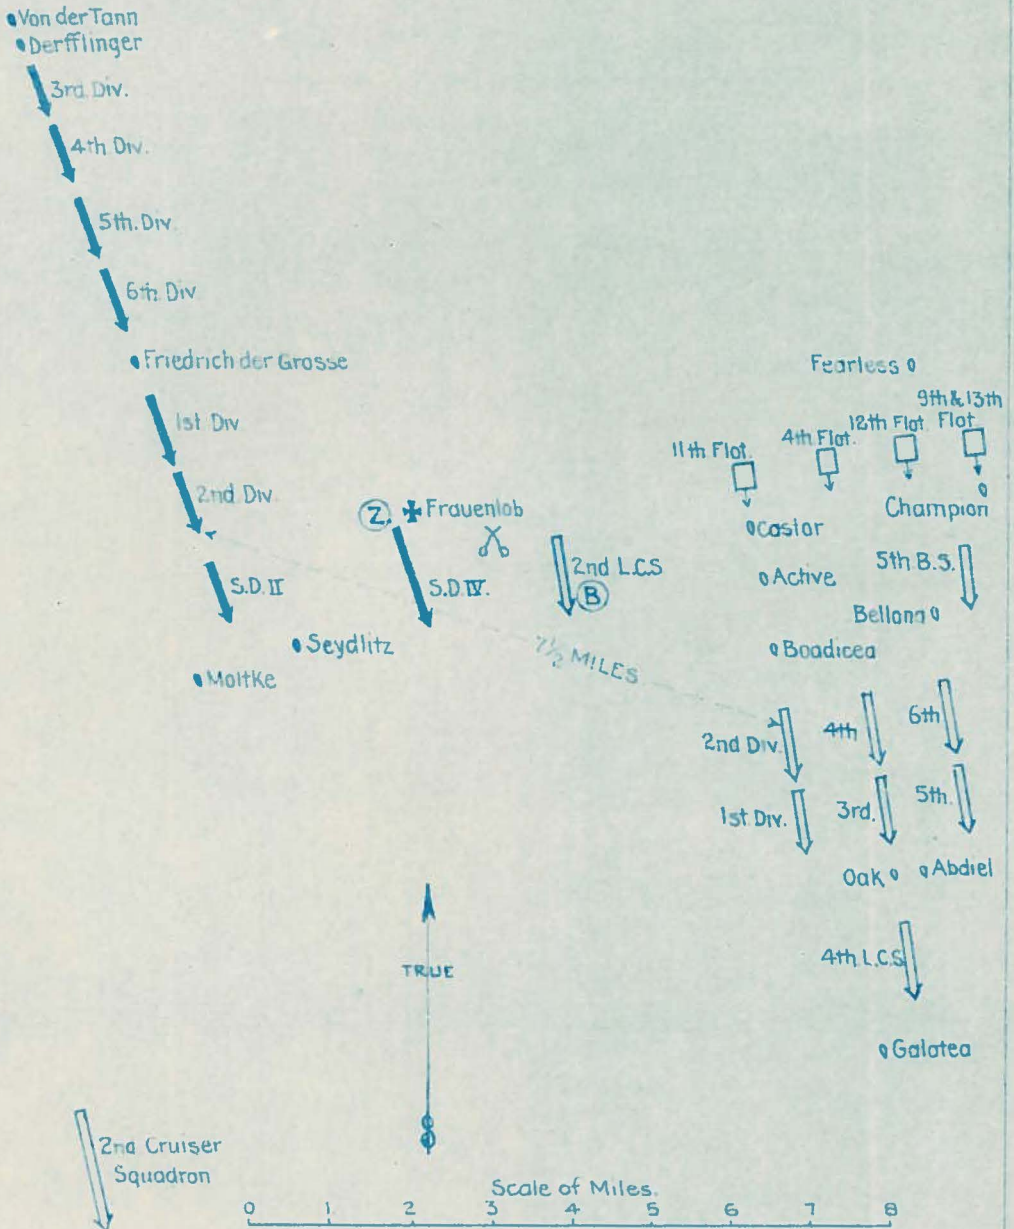 Von der Tann
Derfflinger
3rd Div.
4th Div.
5th. Div
6th Div
Friedrich der Grosse
1st Div
2nd Div.
S.D. II
Seydlitz
Moltke
Z.
Frauenlob
S.D. IV.
2nd L.C.S
B
7½ MILES
Fearless
9th & 13th
Flot.
12th Flot.
4th Flot.
11th Flot.
Champion
Castor
5th B.S.
Active
Bellona
Boadicea
2nd Div.
4th
6th
1st Div.
3rd.
5th.
Oak
Abdiel
4th L.C.S
Galatea
TRUE
2nd Cruiser
Squadron
Scale of Miles.
0 1 2 3 4 5 6 7 8